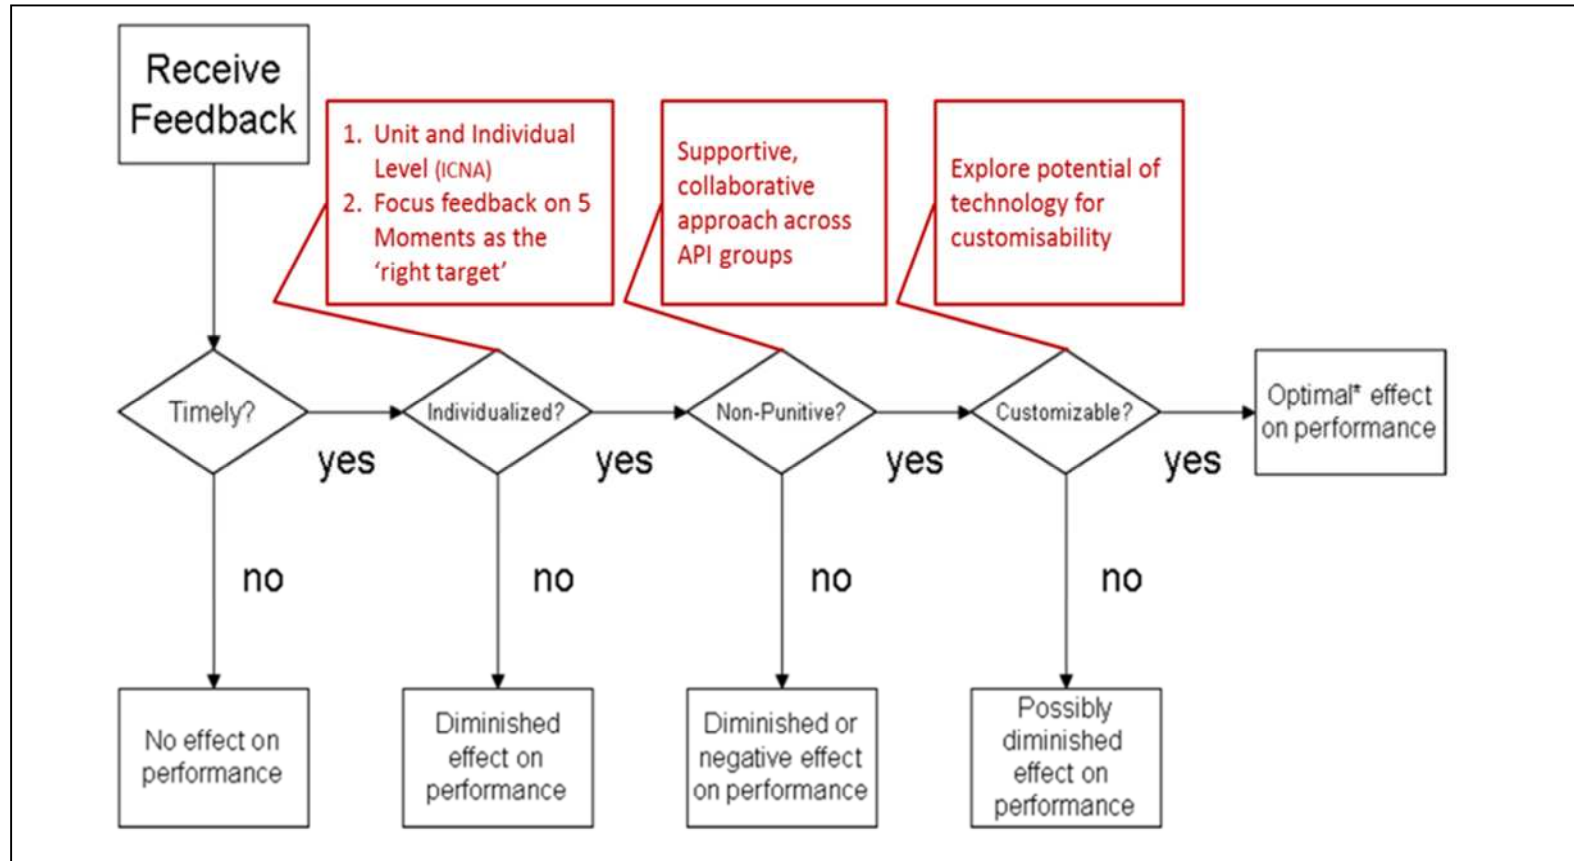 Receive
Feedback
1. Unit and Individual
Level (ICNA)
2. Focus feedback on 5
Moments as the
‘right target’
Supportive,
collaborative
approach across
API groups
Explore potential of
technology for
customisability
Timely?
yes
Individualized?
yes
Non-Punitive?
yes
Customizable?
yes
Optimal* effect
on performance
no
no
no
no
No effect on
performance
Diminished
effect on
performance
Diminished or
negative effect
on performance
Possibly
diminished
effect on
performance